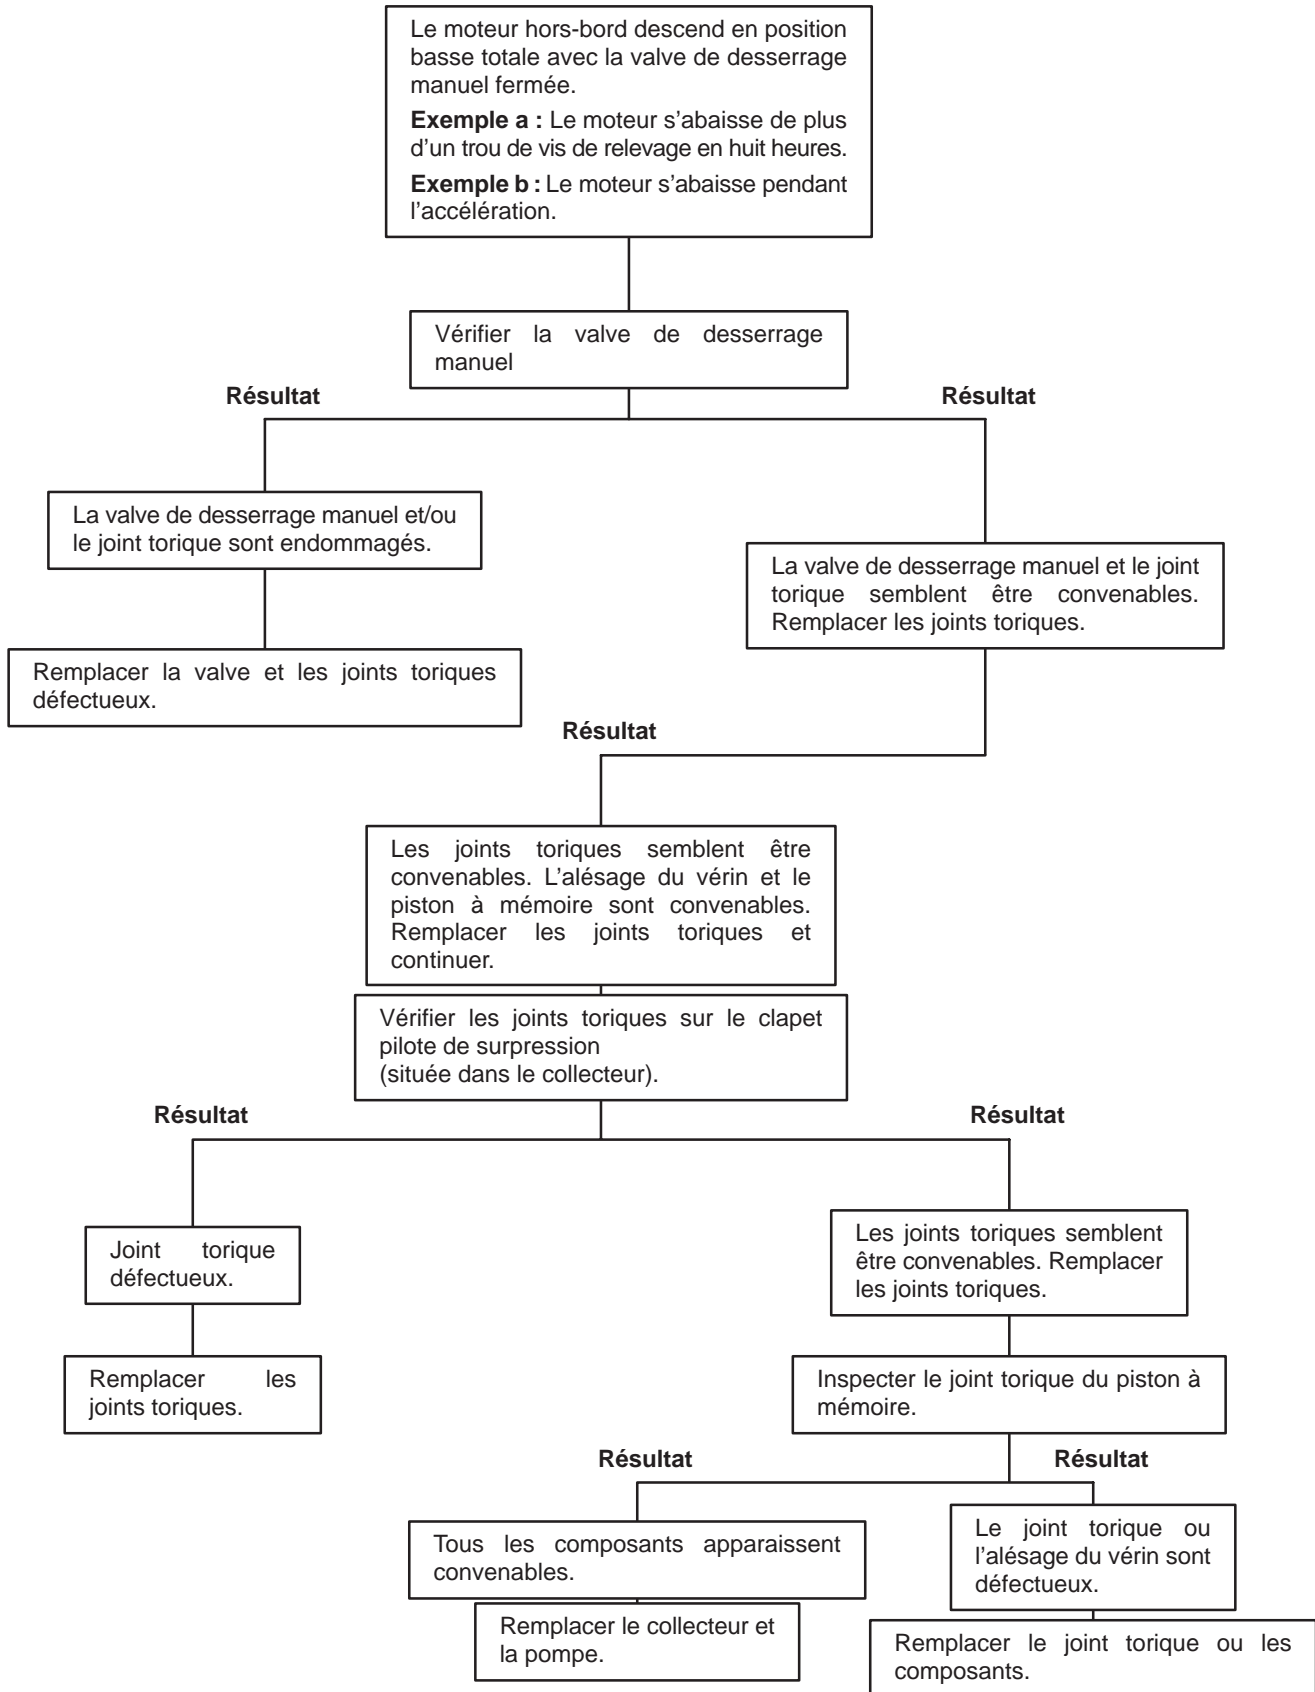 Le moteur hors-bord descend en position
basse totale avec la valve de desserrage
manuel fermée.
Exemple a : Le moteur s'abaisse de plus
d'un trou de vis de relevage en huit heures.
Exemple b : Le moteur s'abaisse pendant
l'accélération.
Vérifier la valve de desserrage
manuel
Résultat
Résultat
La valve de desserrage manuel et/ou
le joint torique sont endommagés.
La valve de desserrage manuel et le joint
torique semblent être convenables.
Remplacer les joints toriques.
Remplacer la valve et les joints toriques
défectueux.
Résultat
Les joints toriques semblent être
convenables. L'alésage du vérin et le
piston à mémoire sont convenables.
Remplacer les joints toriques et
continuer.
Vérifier les joints toriques sur le clapet
pilote de surpression
(située dans le collecteur).
Résultat
Résultat
Joint torique
défectueux.
Les joints toriques semblent
être convenables. Remplacer
les joints toriques.
Remplacer les
joints toriques.
Inspecter le joint torique du piston à
mémoire.
Résultat
Résultat
Tous les composants apparaissent
convenables.
Le joint torique ou
l'alésage du vérin sont
défectueux.
Remplacer le collecteur et
la pompe.
Remplacer le joint torique ou les
composants.